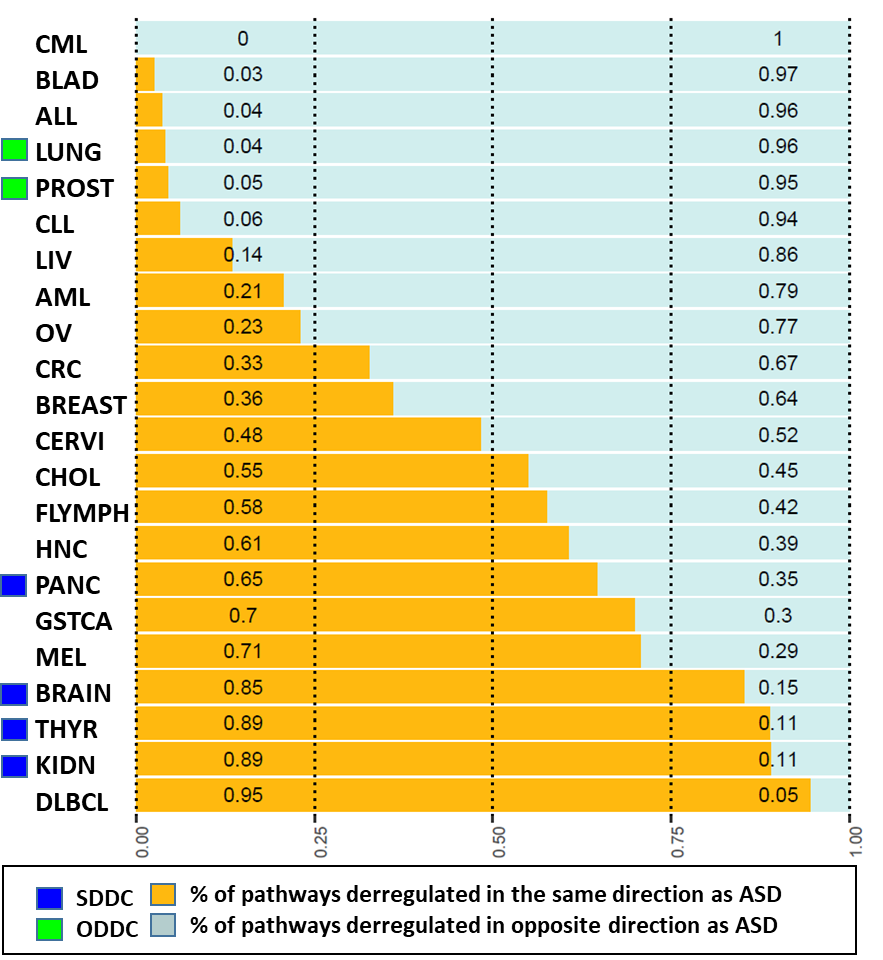 CML 0 1
BLAD 0.03 0.97
ALL 0.04 0.96
LUNG 0.04 0.96
PROST 0.05 0.95
CLL 0.06 0.94
LIV 0.14 0.86
AML 0.21 0.79
OV 0.23 0.77
CRC 0.33 0.67
BREAST 0.36 0.64
CERVI 0.48 0.52
CHOL 0.55 0.45
FLYMPH 0.58 0.42
HNC 0.61 0.39
PANC 0.65 0.35
GSTCA 0.7 0.3
MEL 0.71 0.29
BRAIN 0.85 0.15
THYR 0.89 0.11
KIDN 0.89 0.11
DLBCL 0.95 0.05
0.00 0.25 0.50 0.75 1.00
SDDC % of pathways derregulated in the same direction as ASD
ODDC % of pathways deregulated in opposite direction as ASD